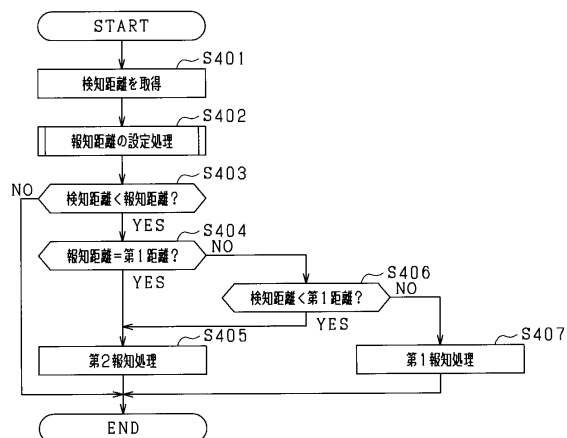 START
S401
検知距離を取得
S402
報知距離の設定処理
S403
NO
検知距離<報知距離?
YES
S404
報知距離=第1距離?
NO
YES
S406
検知距離<第1距離?
NO
YES
S405
第2報知処理
S407
第1報知処理
END